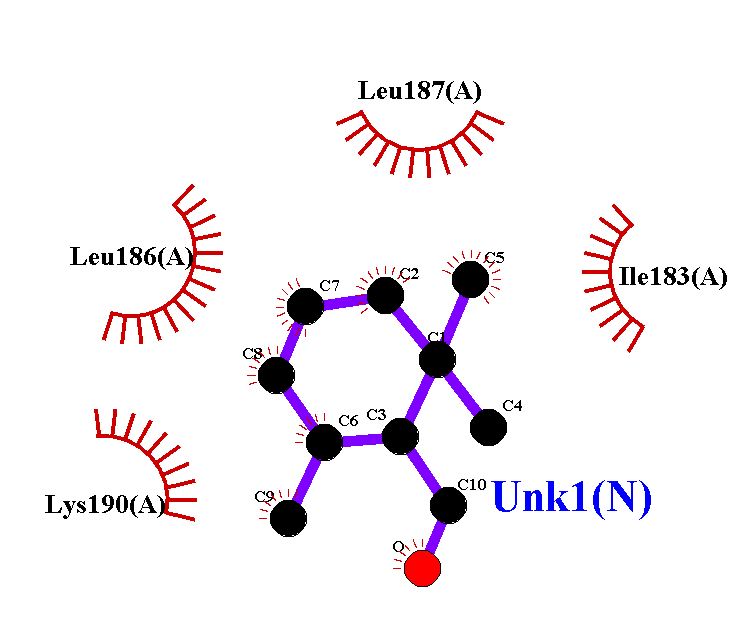 Leu187(A)
Leu186(A)
Ile183(A)
C5
C2
C7
C1
C8
C4
C6
C3
C10
Unk1(N)
C9
Lys190(A)
O